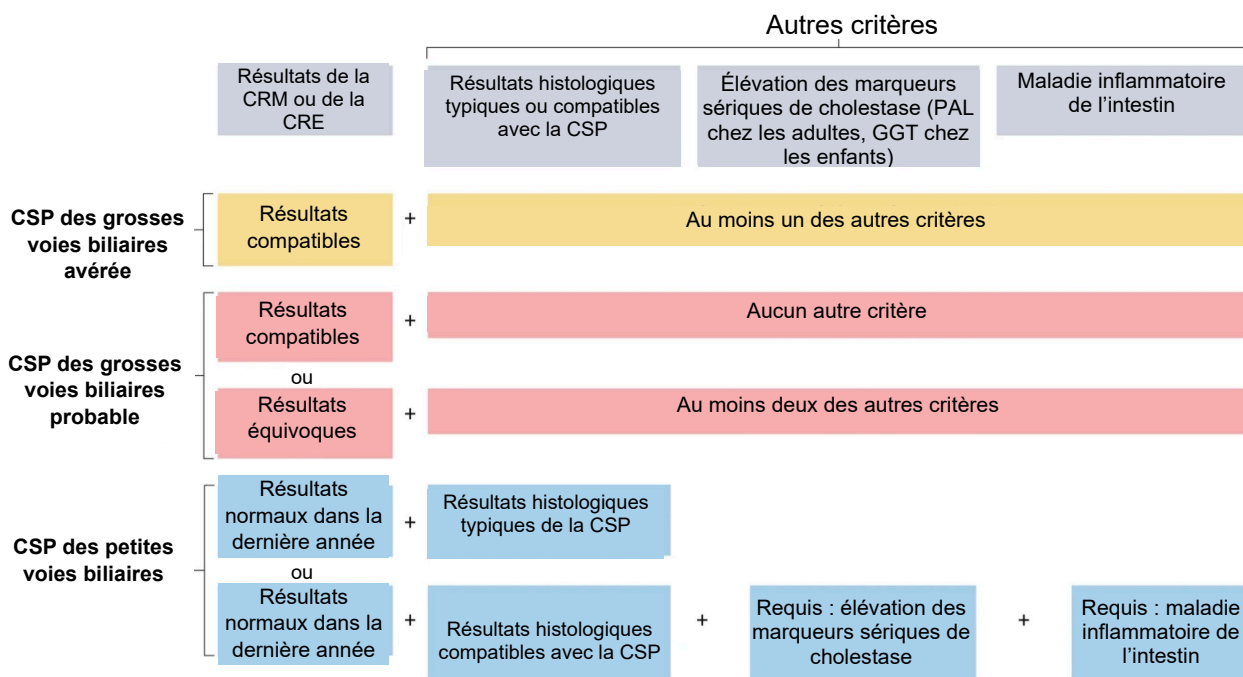 Autres critères
Résultats de la
CRM ou de la
CRE
Résultats histologiques
typiques ou compatibles
avec la CSP
Élévation des marqueurs
sériques de cholestase (PAL
chez les adultes, GGT chez
les enfants)
Maladie inflammatoire
de l’intestin
CSP des grosses
voies biliaires
avérée
Résultats
compatibles
+
Au moins un des autres critères
CSP des grosses
voies biliaires
probable
Résultats
compatibles
+
Aucun autre critère
ou
Résultats
équivoques
+
Au moins deux des autres critères
CSP des petites
voies biliaires
Résultats
normaux dans la
dernière année
+
Résultats histologiques
typiques de la CSP
ou
Résultats
normaux dans la
dernière année
+
Résultats histologiques
compatibles avec la CSP
+
Requis : élévation des
marqueurs sériques de
cholestase
+
Requis : maladie
inflammatoire de
l’intestin